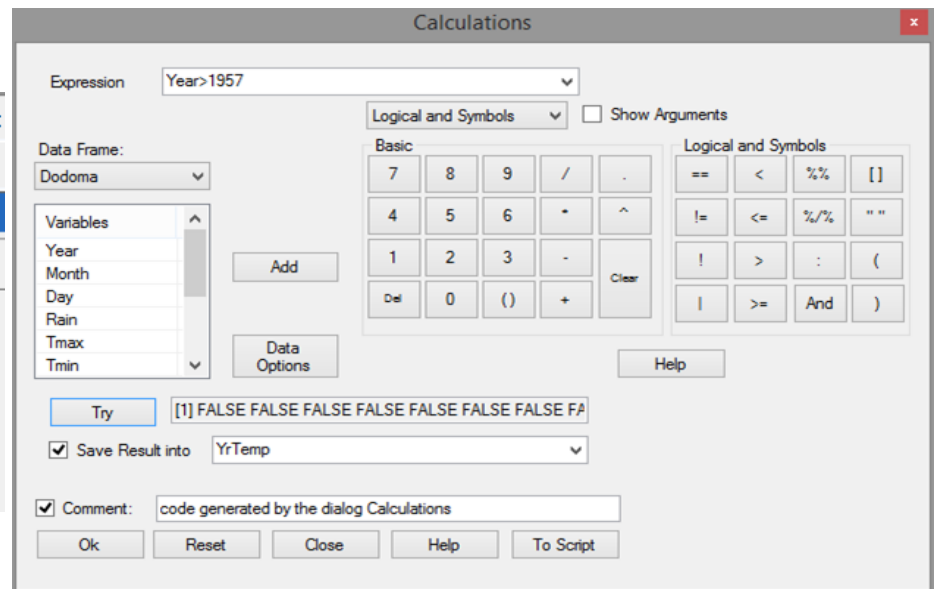 Calculations
x
Expression Year>1957
Logical and Symbols Show Arguments
Data Frame:
Dodoma
Basic
7 8 9 / .
4 5 6 * ^
1 2 3 - Clear
Del 0 () +
Logical and Symbols
== < %% [ ]
!= <= %/% " "
! > : (
| >= And )
Variables
Year
Month
Day
Rain
Tmax
Tmin
Add
Data
Options
Help
Try [1] FALSE FALSE FALSE FALSE FALSE FALSE FALSE FA
Save Result into YrTemp
Comment: code generated by the dialog Calculations
Ok Reset Close Help To Script